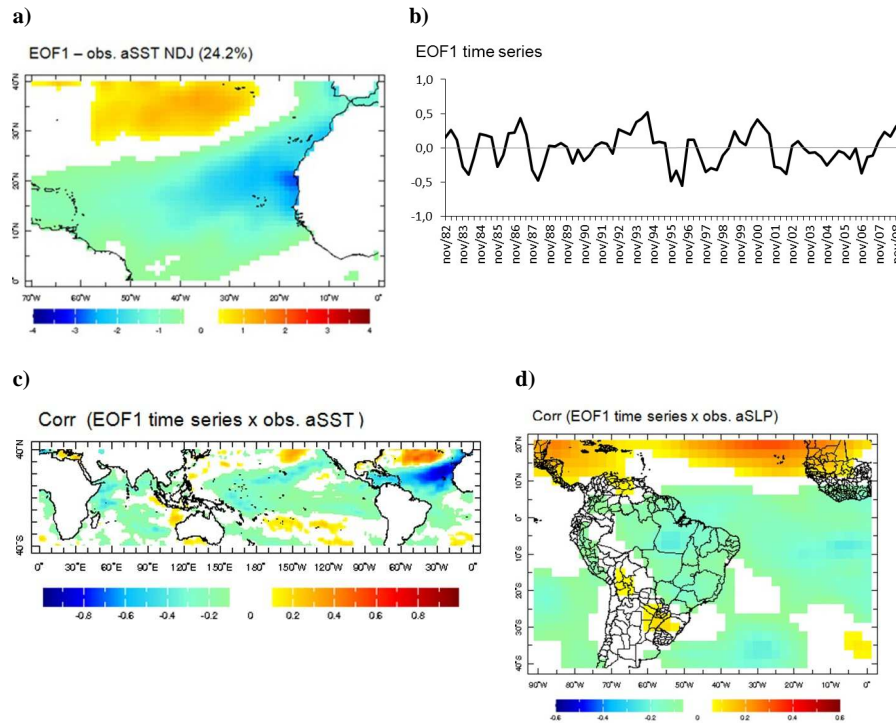 a)
EOF1 – obs. aSST NDJ (24.2%)
40°N
30°N
20°N
10°N
0°
70°W 60°W 50°W 40°W 30°W 20°W 10°W 0°
-4 -3 -2 -1 0 1 2 3 4
b)
EOF1 time series
1,0
0,5
0,0
-0,5
-1,0
nov/82 nov/83 nov/84 nov/85 nov/86 nov/87 nov/88 nov/89 nov/90 nov/91 nov/92 nov/93 nov/94 nov/95 nov/96 nov/97 nov/98 nov/99 nov/00 nov/01 nov/02 nov/03 nov/04 nov/05 nov/06 nov/07 nov/08
c)
Corr (EOF1 time series x obs. aSST )
40°N
40°S
0° 30°E 60°E 90°E 120°E 150°E 180° 150°W 120°W 90°W 60°W 30°W 0°
-0.8 -0.6 -0.4 -0.2 0 0.2 0.4 0.6 0.8
d)
Corr (EOF1 time series x obs. aSLP)
20°N
10°N
0°
10°S
20°S
30°S
40°S
90°W 80°W 70°W 60°W 50°W 40°W 30°W 20°W 10°W 0°
-0.6 -0.4 -0.2 0 0.2 0.4 0.6